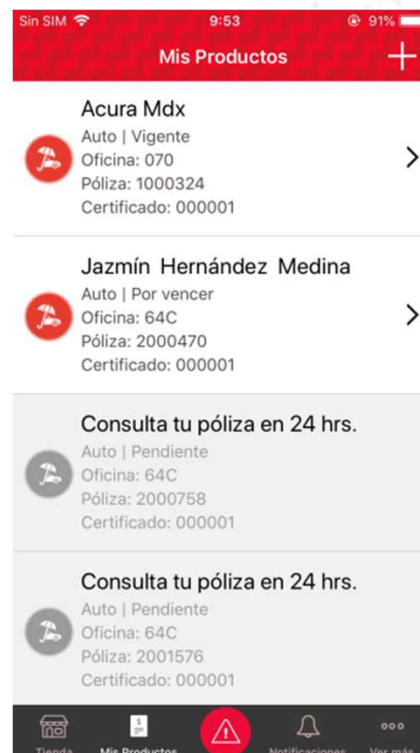 Sin SIM 9:53 91%
Mis Productos
Acura Mdx
Auto | Vigente
Oficina: 070
Póliza: 1000324
Certificado: 000001
Jazmín Hernández Medina
Auto | Por vencer
Oficina: 64C
Póliza: 2000470
Certificado: 000001
Consulta tu póliza en 24 hrs.
Auto | Pendiente
Oficina: 64C
Póliza: 2000758
Certificado: 000001
Consulta tu póliza en 24 hrs.
Auto | Pendiente
Oficina: 64C
Póliza: 2001576
Certificado: 000001
Tienda Mis Productos Notificaciones Ver más